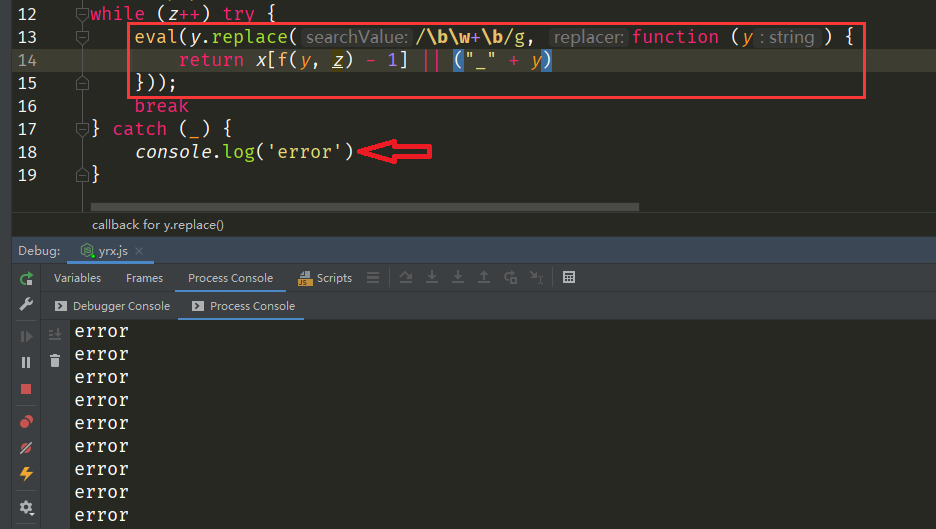 12 while (z++) try {
13 eval(y.replace( searchValue: /\b\w+\b/g, replacer: function (y : string ) {
14 return x[f(y, z) - 1] || ("_" + y)
15 }));
16 break
17 } catch (_) {
18 console.log('error')
19 }
callback for y.replace()
Debug: yrx.js
Variables Frames Process Console Scripts
Debugger Console Process Console
error
error
error
error
error
error
error
error
error